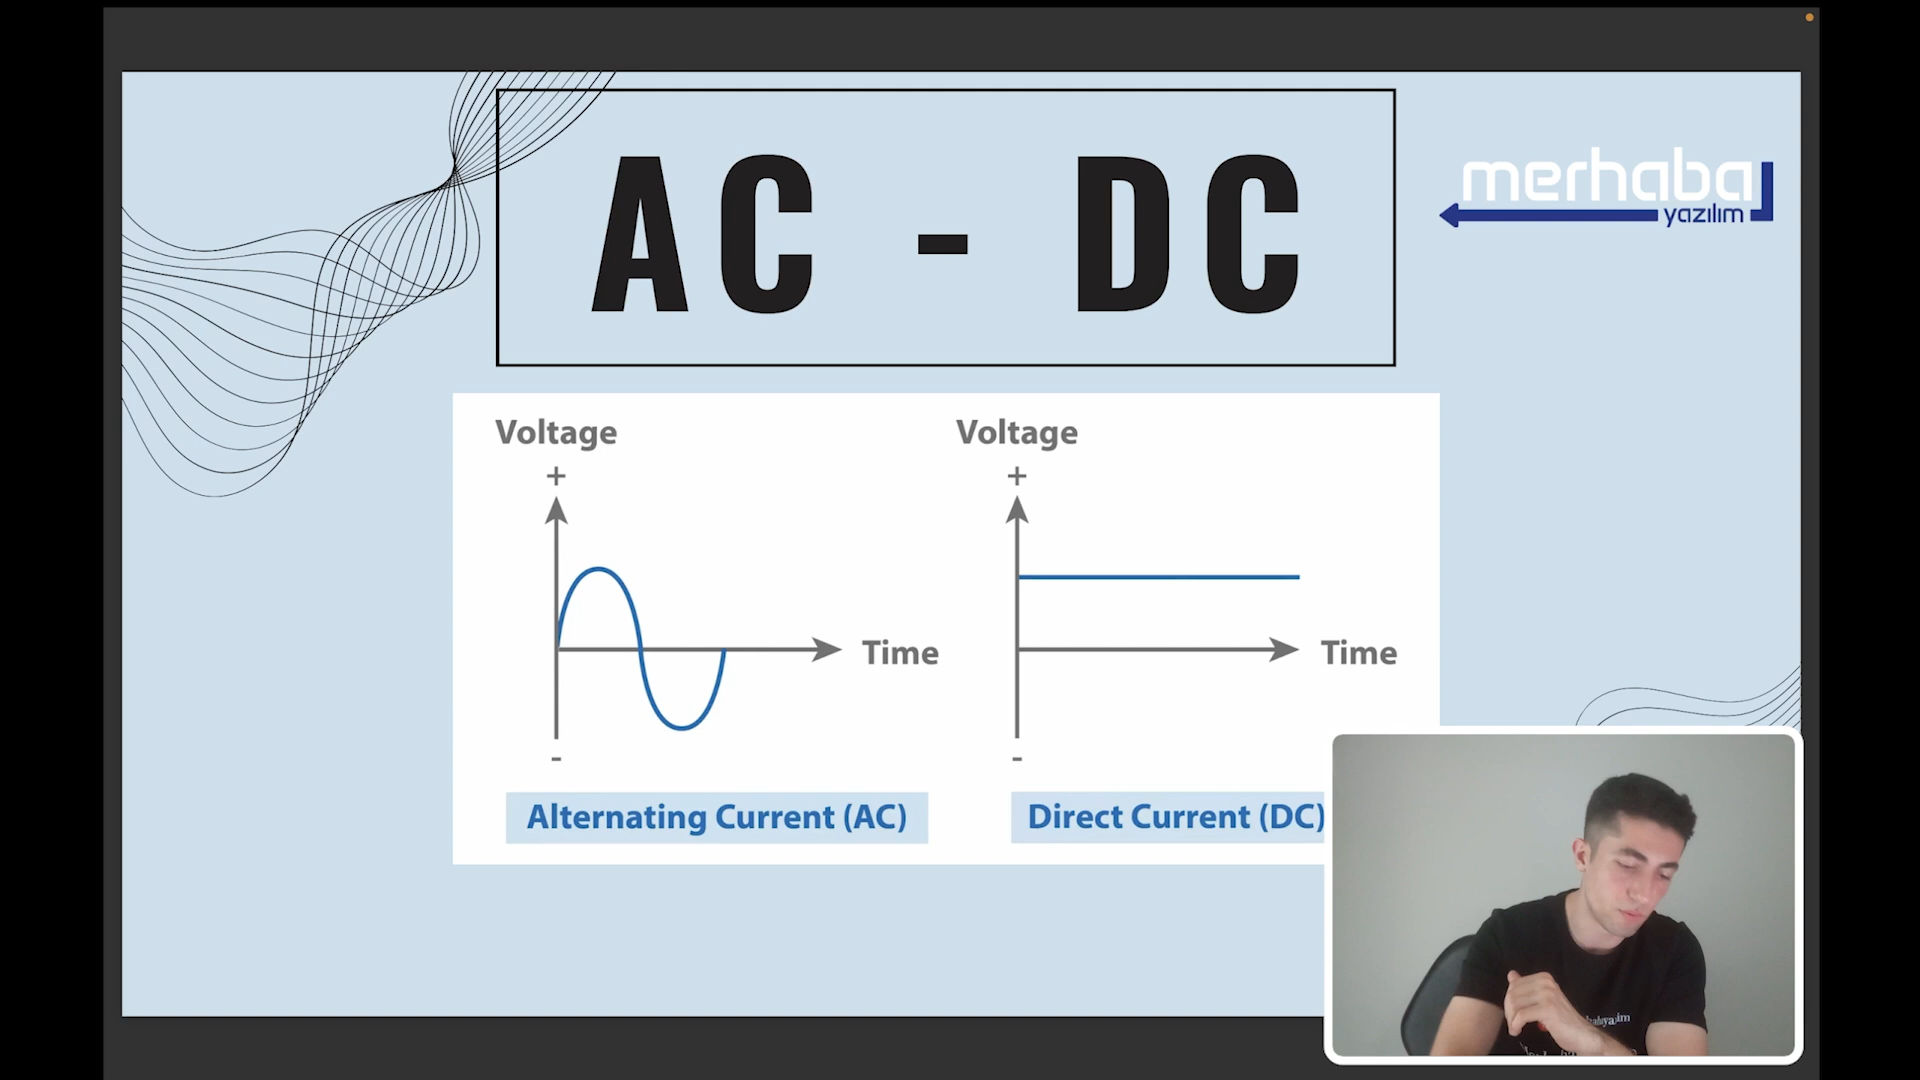 AC - DC
merhaba
yazılım
Voltage
+
Time
-
Alternating Current (AC)
Voltage
+
Time
-
Direct Current (DC)